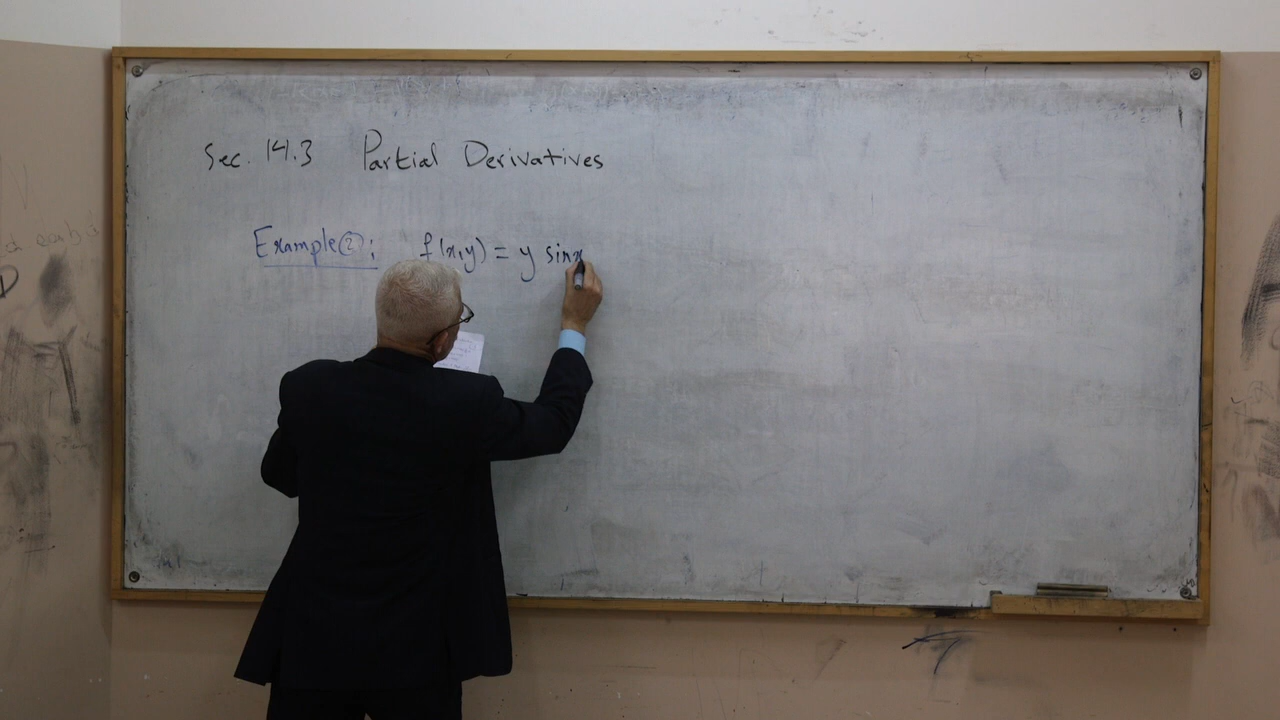 Sec. 14.3 Partial Derivatives
Example②: f(x,y) = y sinx